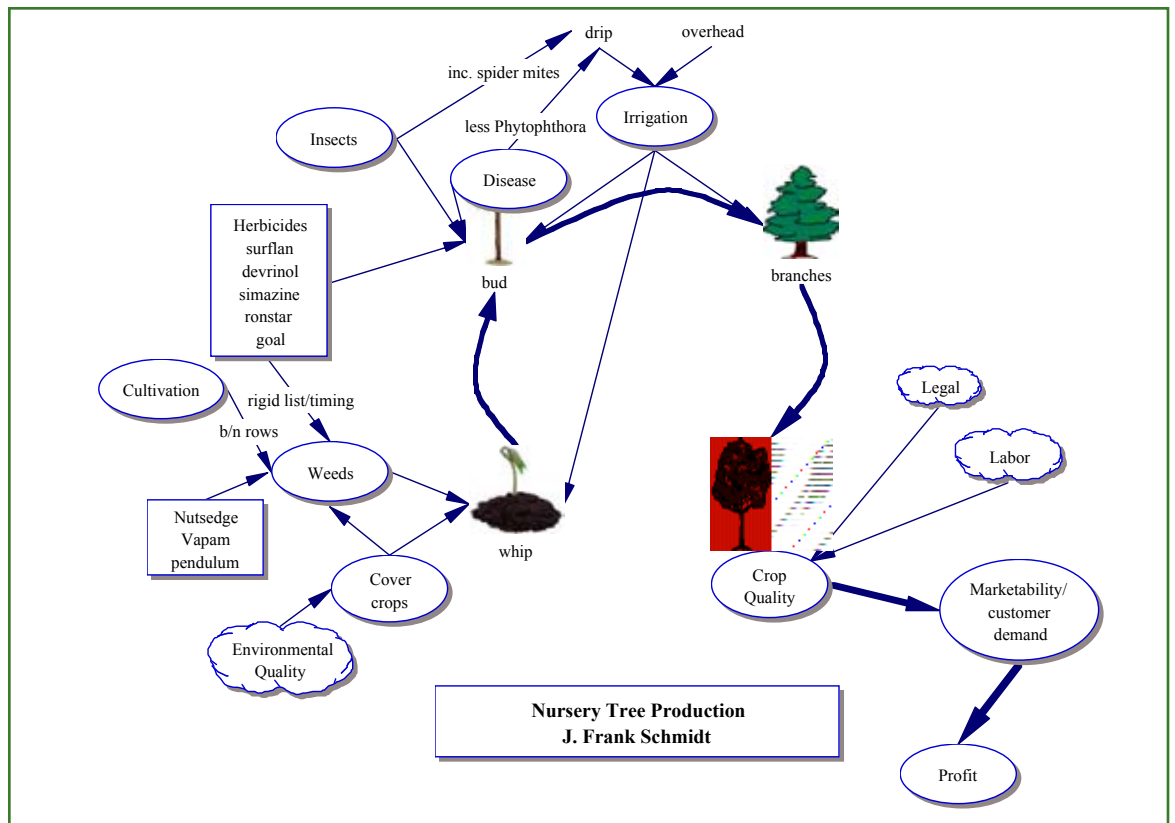 drip
overhead
inc. spider mites
Irrigation
less Phytophthora
Insects
Disease
Herbicides
surflan
devrinol
simazine
ronstar
goal
bud
branches
Cultivation
rigid list/timing
Legal
b/n rows
Labor
Weeds
Nutsedge
Vapam
pendulum
whip
Cover
crops
Crop
Quality
Marketability/
customer
demand
Environmental
Quality
Nursery Tree Production
J. Frank Schmidt
Profit